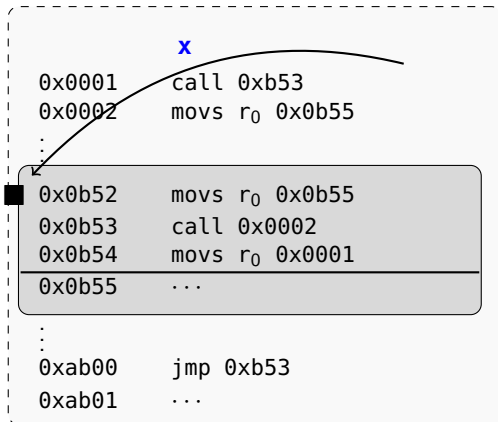 x
0x0001 call 0xb53
0x0002 movs r₀ 0x0b55
⋮
0x0b52 movs r₀ 0x0b55
0x0b53 call 0x0002
0x0b54 movs r₀ 0x0001
0x0b55 ...
⋮
0xab00 jmp 0xb53
0xab01 ...